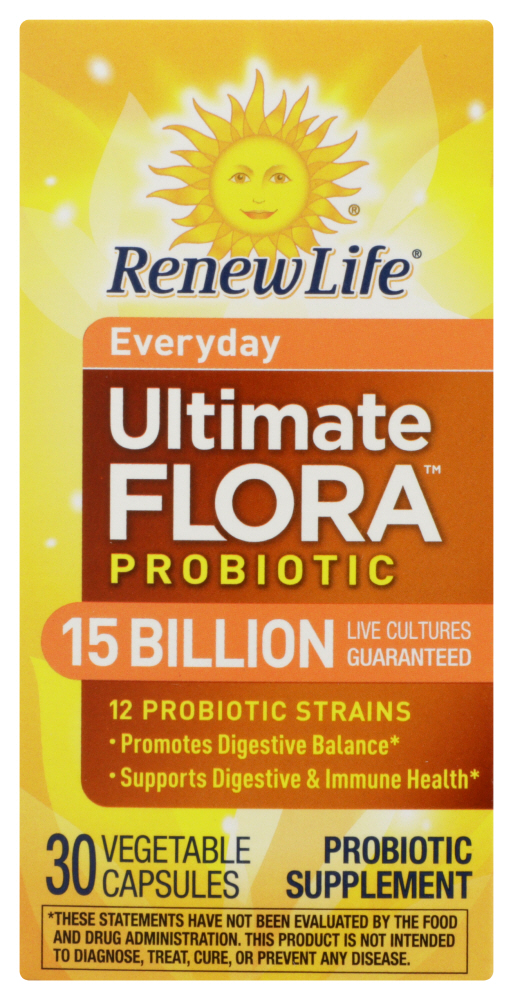 RenewLife®
Everyday
Ultimate
FLORA™
PROBIOTIC
15 BILLION LIVE CULTURES
GUARANTEED
12 PROBIOTIC STRAINS
• Promotes Digestive Balance*
• Supports Digestive & Immune Health*
30 VEGETABLE
CAPSULES
PROBIOTIC
SUPPLEMENT
*THESE STATEMENTS HAVE NOT BEEN EVALUATED BY THE FOOD
AND DRUG ADMINISTRATION. THIS PRODUCT IS NOT INTENDED
TO DIAGNOSE, TREAT, CURE, OR PREVENT ANY DISEASE.